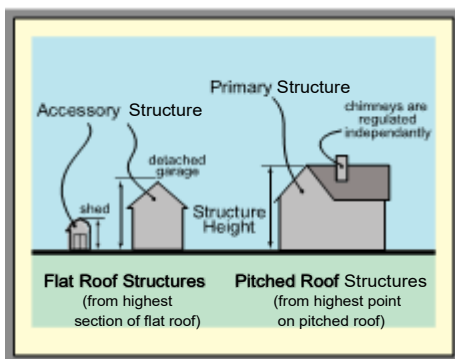 Primary Structure
chimneys are
regulated
independantly
Accessory Structure
detached
garage
shed
Structure
Height
Flat Roof Structures
(from highest
section of flat roof)
Pitched Roof Structures
(from highest point
on pitched roof)